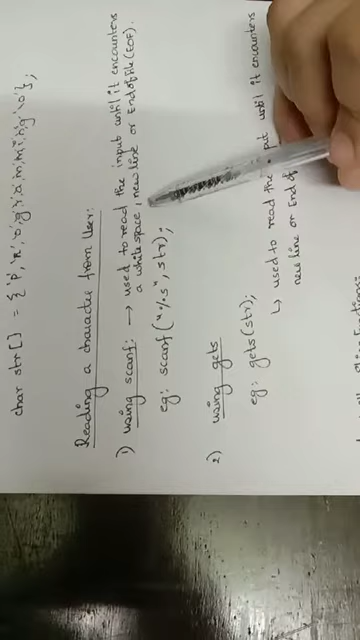 char str[] = {'p','r','o','g','r','a','m','m','i','n','g','\0'};
Reading a character from User:
1) using scanf: → used to read the input until it encounters
a whitespace, new line or End of File (EOF).
eg: scanf("%s", str);
2) using gets
eg: gets(str);
↳ used to read the put until it encounters
new line or End of